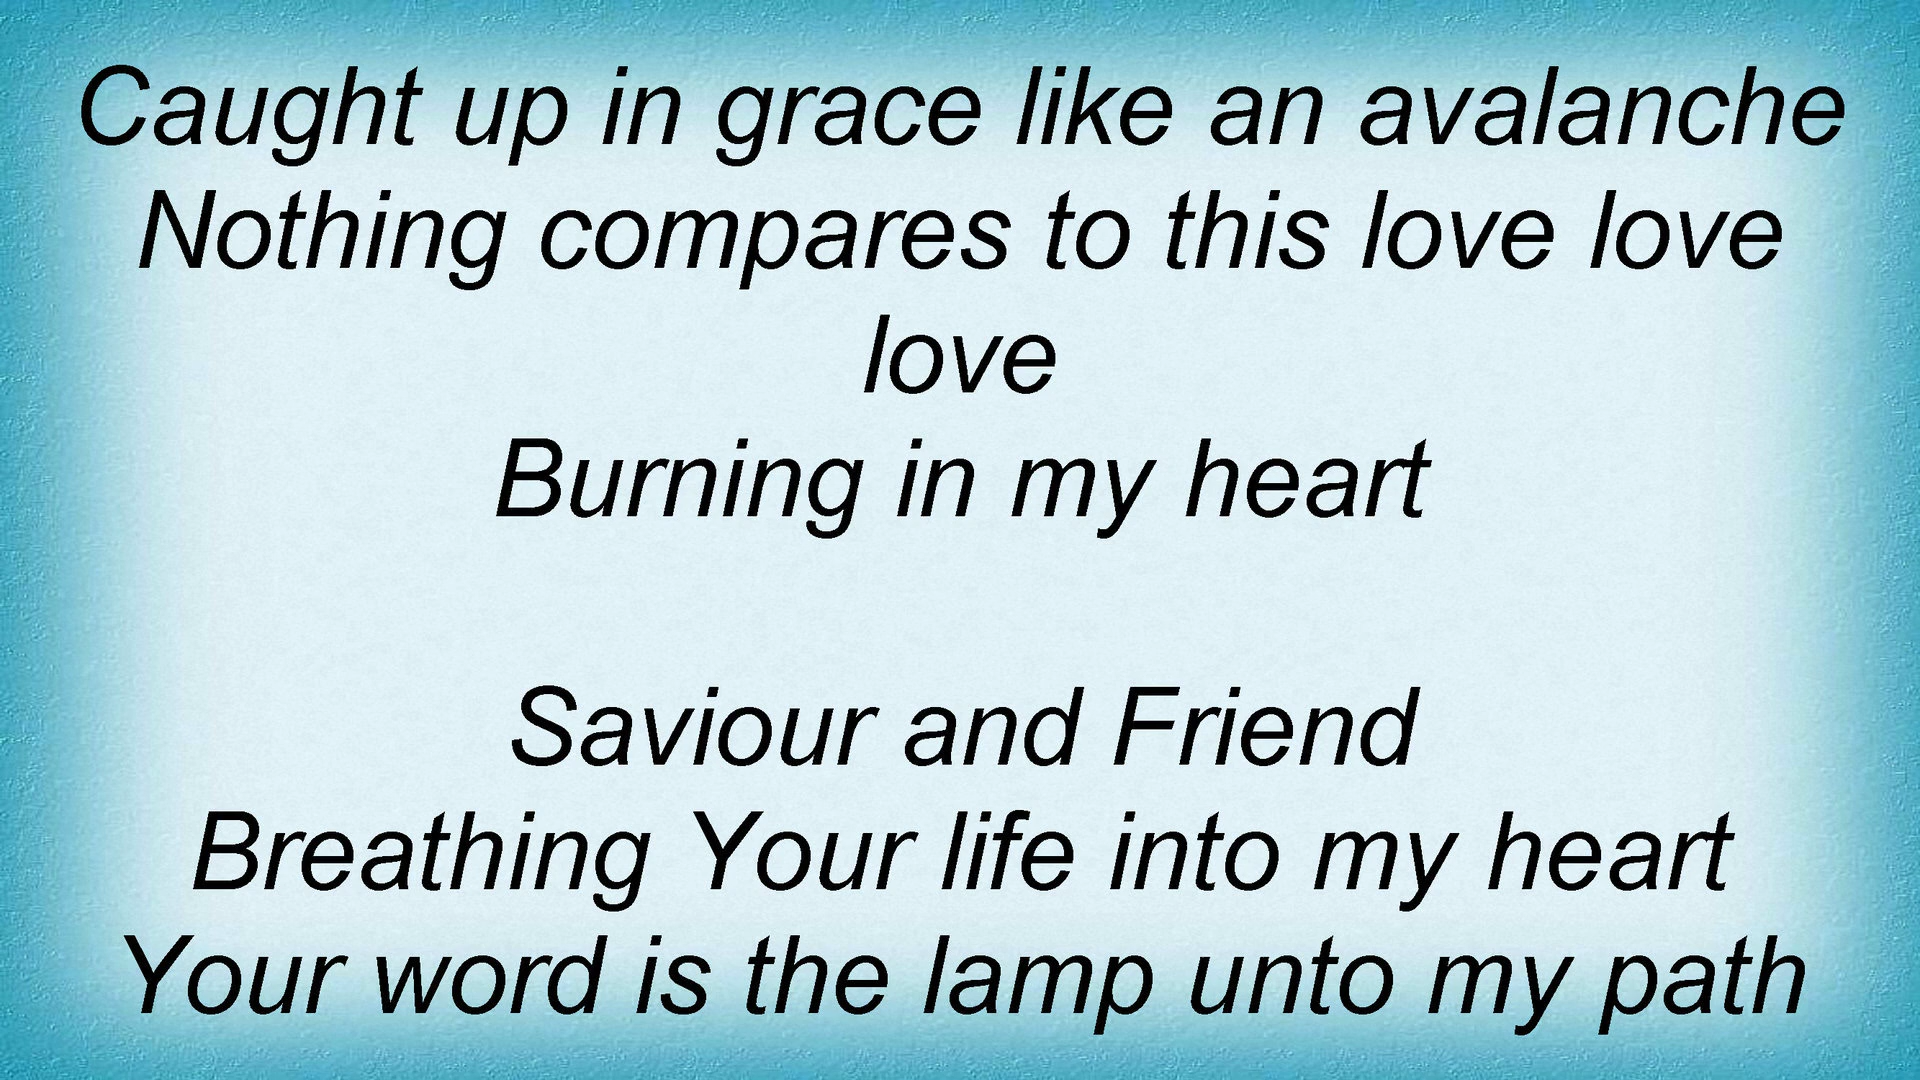 Caught up in grace like an avalanche
Nothing compares to this love love
love
Burning in my heart
Saviour and Friend
Breathing Your life into my heart
Your word is the lamp unto my path